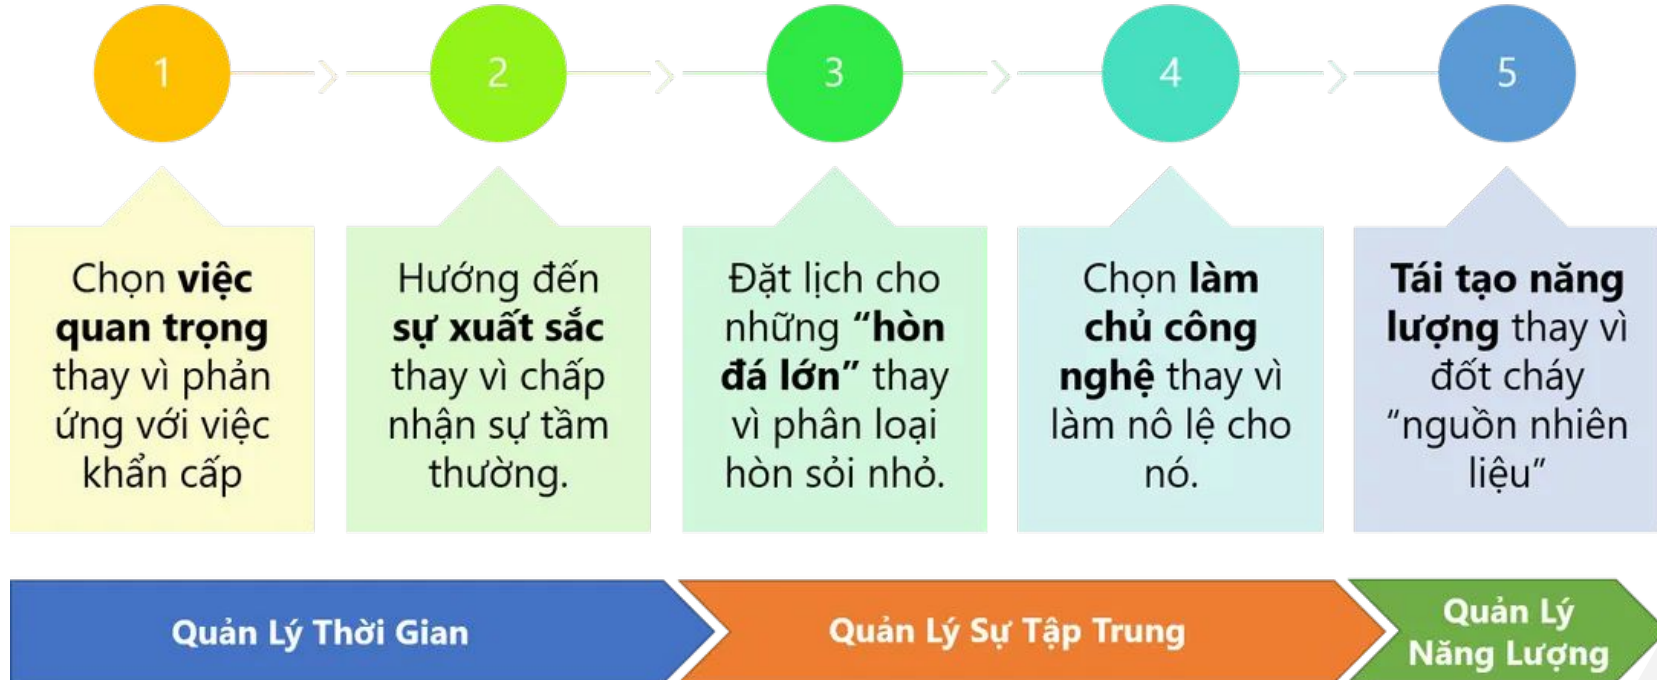 1
2
3
4
5
Chọn việc
quan trọng
thay vì phản
ứng với việc
khẩn cấp
Hướng đến
sự xuất sắc
thay vì chấp
nhận sự tầm
thường.
Đặt lịch cho
những “hòn
đá lớn” thay
vì phân loại
hòn sỏi nhỏ.
Chọn làm
chủ công
nghệ thay vì
làm nô lệ cho
nó.
Tái tạo năng
lượng thay vì
đốt cháy
“nguồn nhiên
liệu”
Quản Lý Thời Gian
Quản Lý Sự Tập Trung
Quản Lý
Năng Lượng